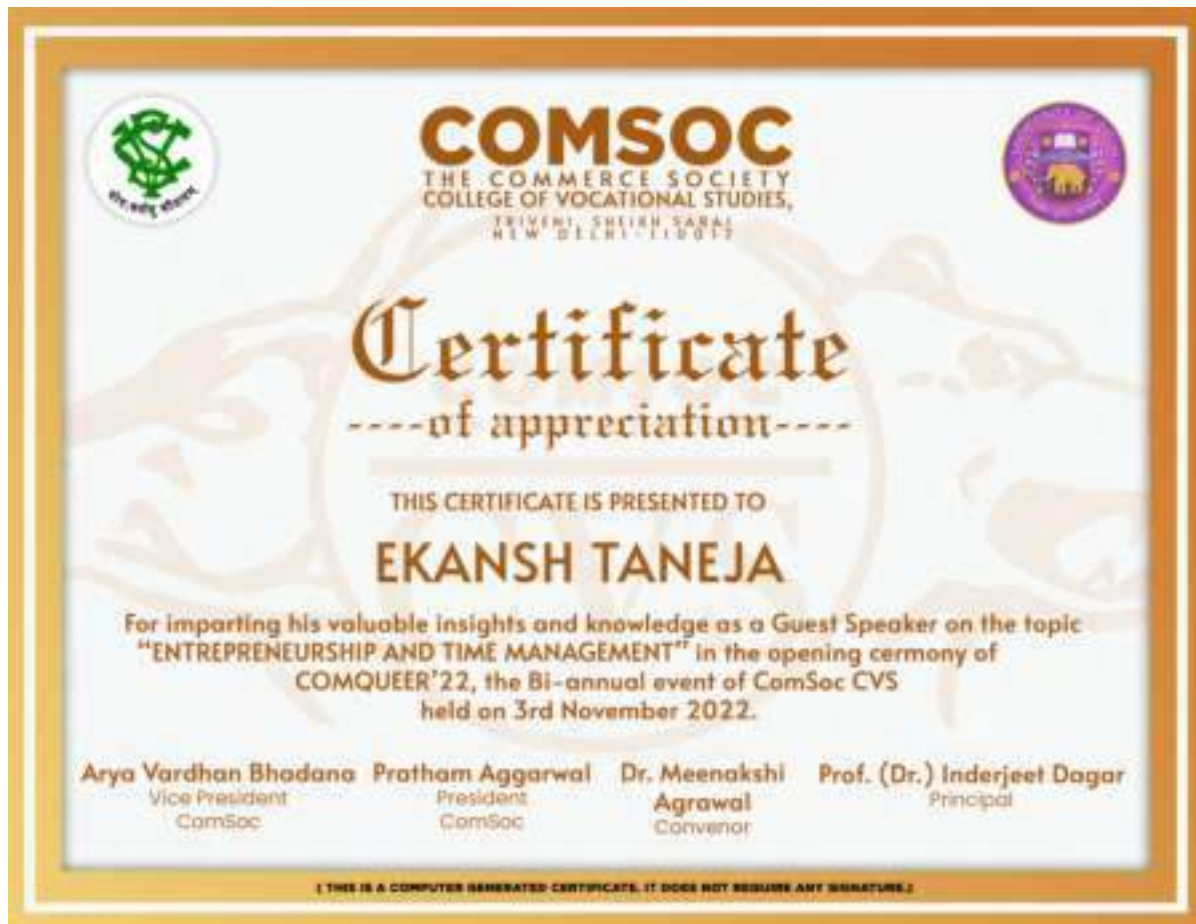 COMSOC
THE COMMERCE SOCIETY
COLLEGE OF VOCATIONAL STUDIES,
TRIVENI, SHEIKH SARAI
NEW DELHI-110017
Certificate
----of appreciation----
THIS CERTIFICATE IS PRESENTED TO
EKANSH TANEJA
For imparting his valuable insights and knowledge as a Guest Speaker on the topic
"ENTREPRENEURSHIP AND TIME MANAGEMENT" in the opening cermony of
COMQUEER'22, the Bi-annual event of ComSoc CVS
held on 3rd November 2022.
Arya Vardhan Bhadana Pratham Aggarwal Dr. Meenakshi Agrawal Prof. (Dr.) Inderjeet Dagar
Vice President President Convenor Principal
ComSoc ComSoc
[ THIS IS A COMPUTER GENERATED CERTIFICATE. IT DOES NOT REQUIRE ANY SIGNATURE.]